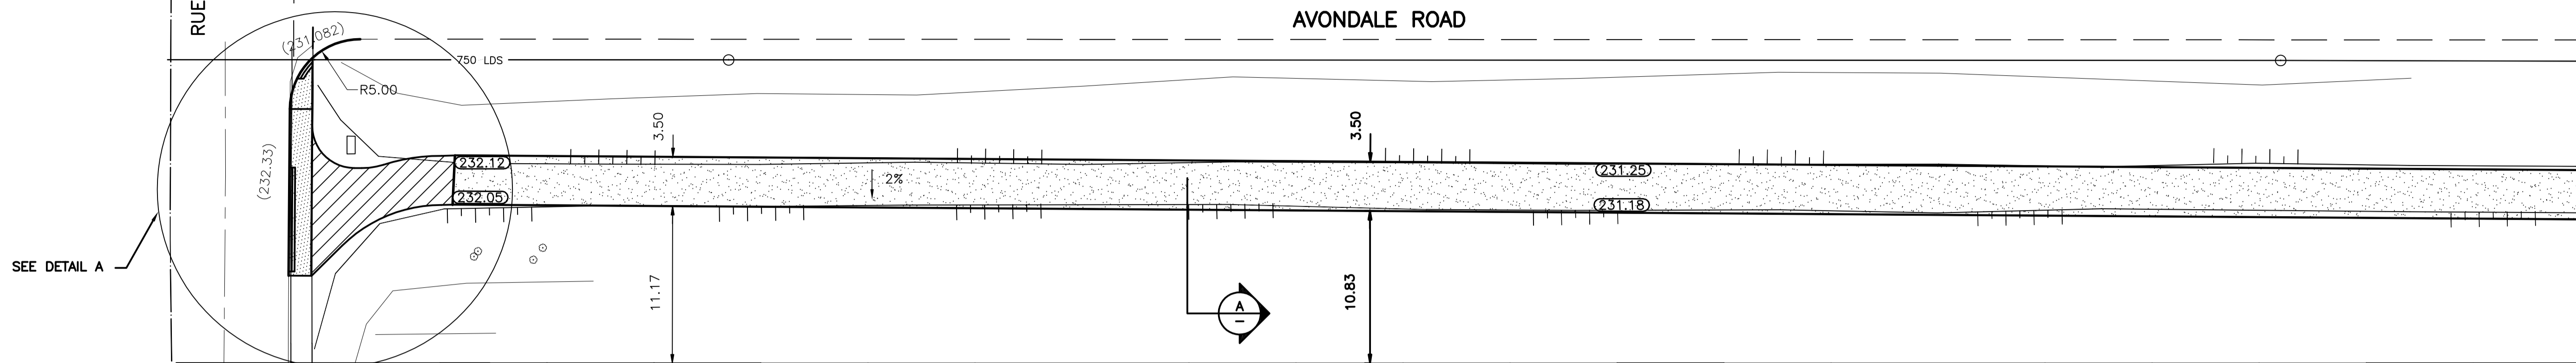 RUE
AVONDALE ROAD
(231.082)
750 LDS
R5.00
3.50
3.50
(232.33)
232.12
231.25
2%
232.05
231.18
SEE DETAIL A
11.17
10.83
A
–